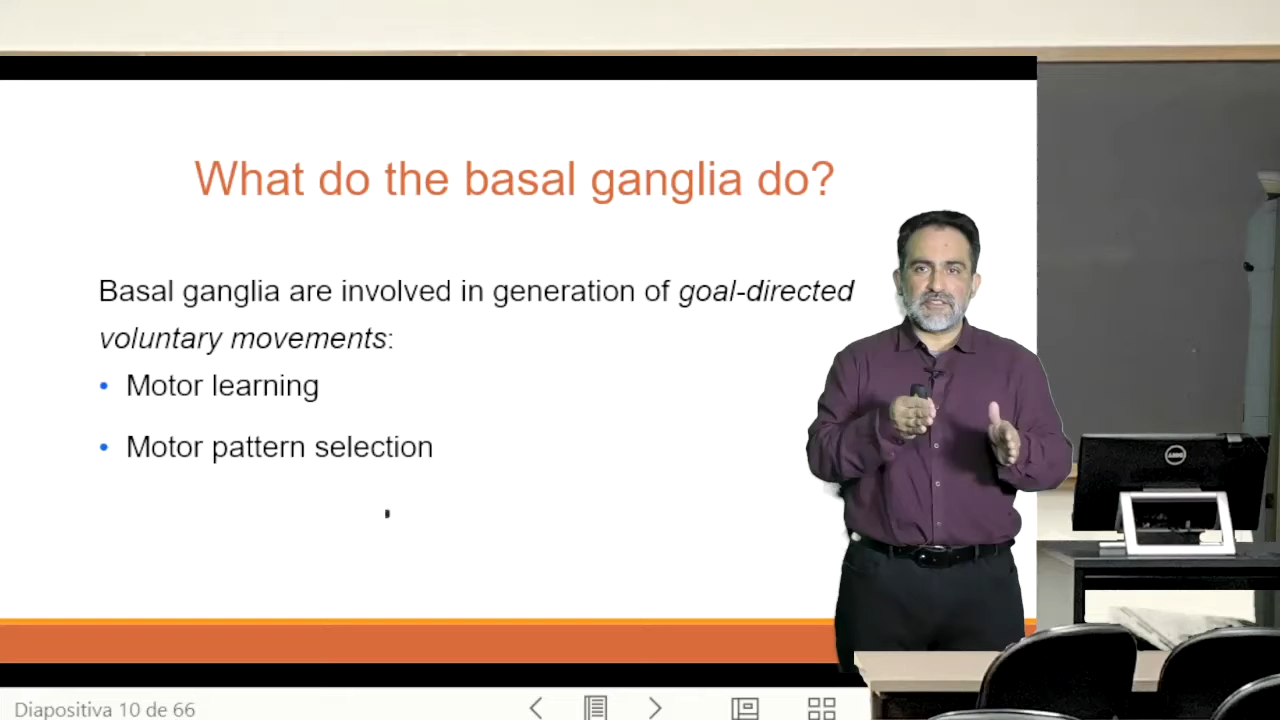 What do the basal ganglia do?
Basal ganglia are involved in generation of goal-directed
voluntary movements:
• Motor learning
• Motor pattern selection
Diapositiva 10 de 66